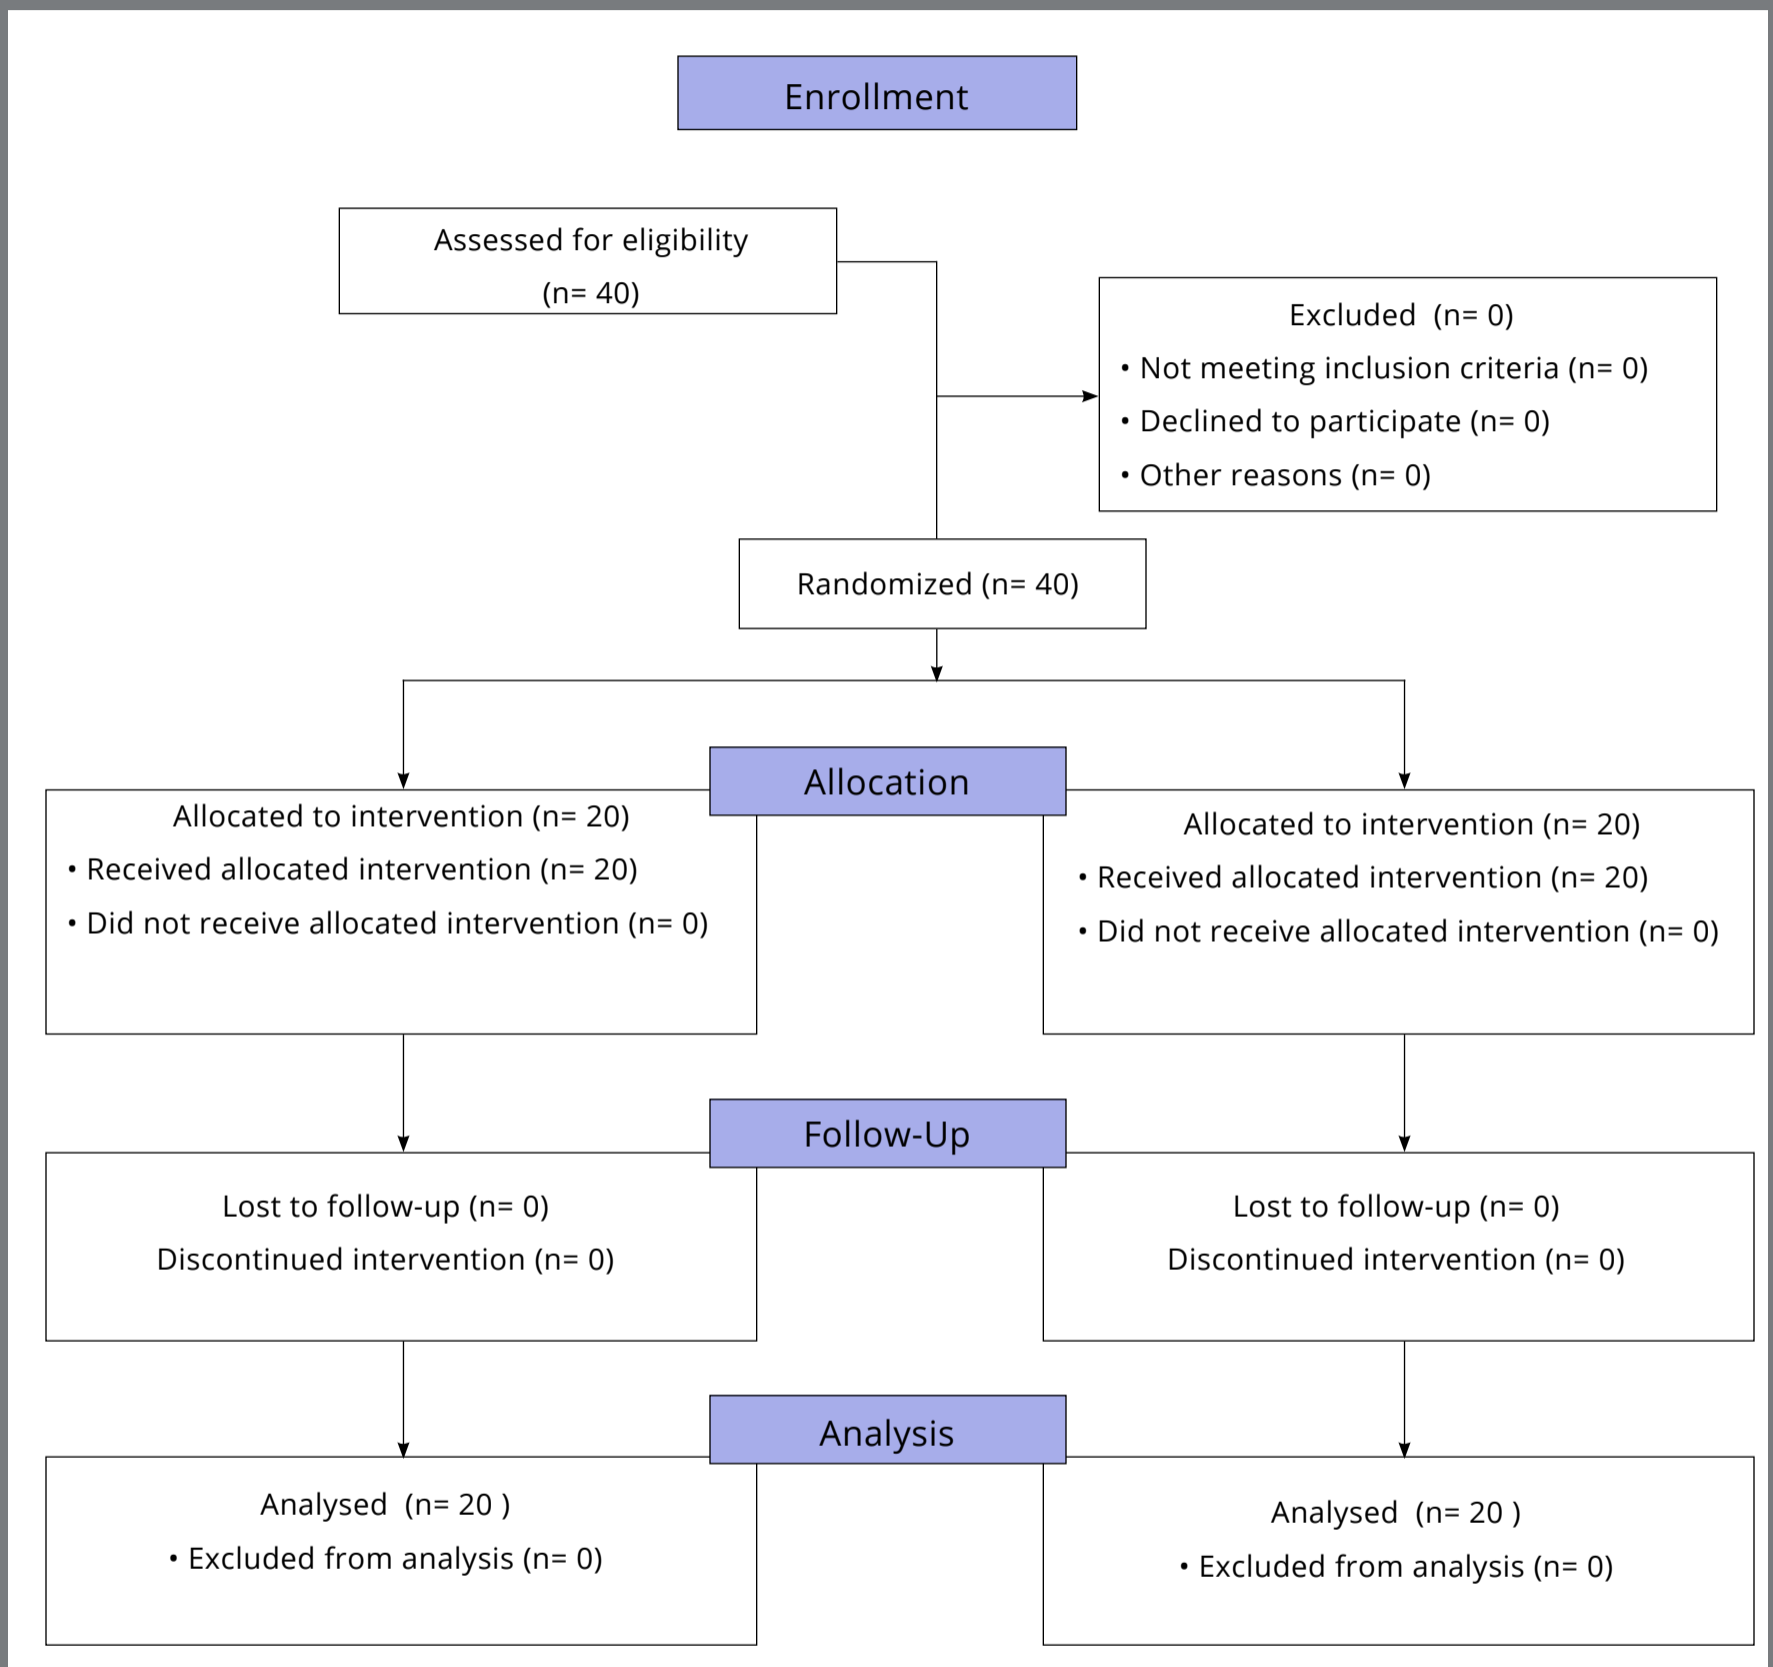 Enrollment
Assessed for eligibility
(n= 40)
Excluded  (n= 0)
• Not meeting inclusion criteria (n= 0)
• Declined to participate (n= 0)
• Other reasons (n= 0)
Randomized (n= 40)
Allocation
Allocated to intervention (n= 20)
• Received allocated intervention (n= 20)
• Did not receive allocated intervention (n= 0)
Allocated to intervention (n= 20)
• Received allocated intervention (n= 20)
• Did not receive allocated intervention (n= 0)
Follow-Up
Lost to follow-up (n= 0)
Discontinued intervention (n= 0)
Lost to follow-up (n= 0)
Discontinued intervention (n= 0)
Analysis
Analysed  (n= 20 )
• Excluded from analysis (n= 0)
Analysed  (n= 20 )
• Excluded from analysis (n= 0)